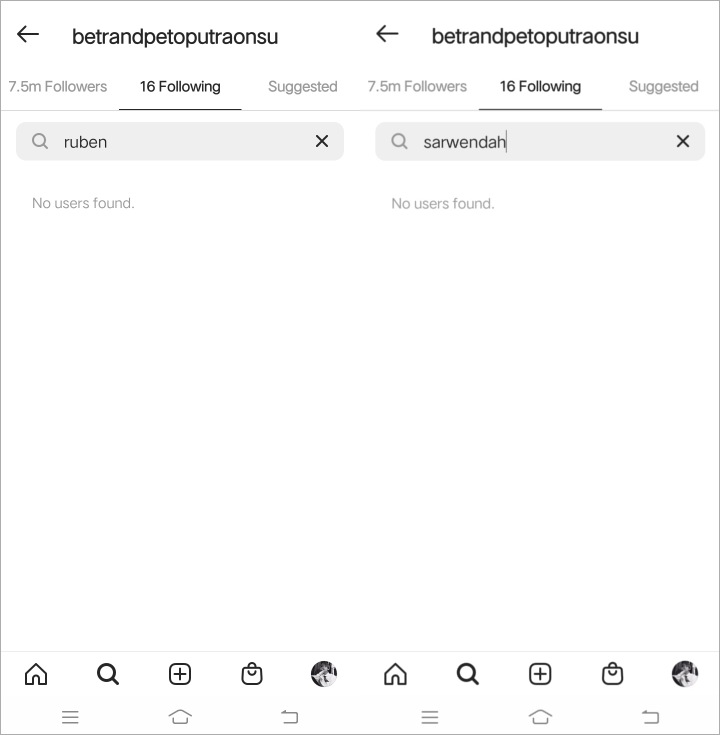 betrandpetoputraonsu
7.5m Followers 16 Following Suggested
ruben
No users found.
betrandpetoputraonsu
7.5m Followers 16 Following Suggested
sarwendah
No users found.